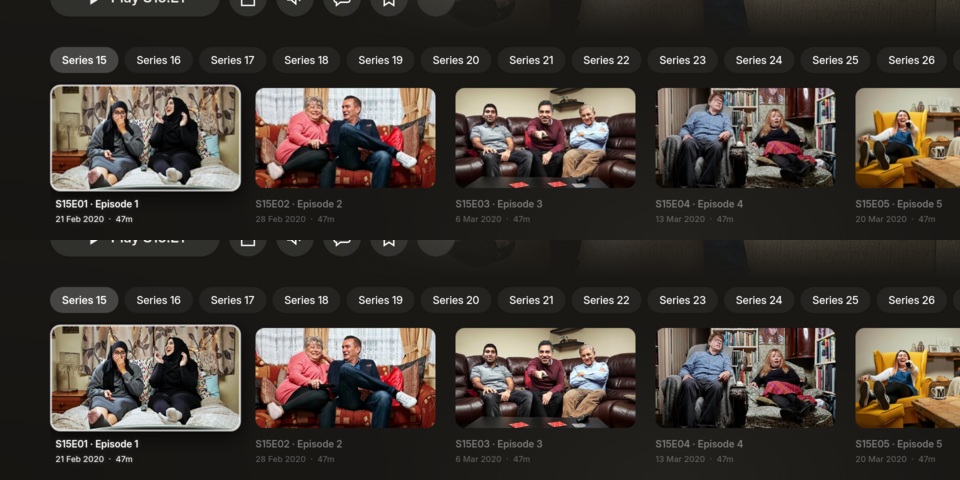 Series 15 Series 16 Series 17 Series 18 Series 19 Series 20 Series 21 Series 22 Series 23 Series 24 Series 25 Series 26
S15E01 · Episode 1 S15E02 · Episode 2 S15E03 · Episode 3 S15E04 · Episode 4 S15E05 · Episode 5
21 Feb 2020 · 47m 28 Feb 2020 · 47m 6 Mar 2020 · 47m 13 Mar 2020 · 47m 20 Mar 2020 · 47m
Series 15 Series 16 Series 17 Series 18 Series 19 Series 20 Series 21 Series 22 Series 23 Series 24 Series 25 Series 26
S15E01 · Episode 1 S15E02 · Episode 2 S15E03 · Episode 3 S15E04 · Episode 4 S15E05 · Episode 5
21 Feb 2020 · 47m 28 Feb 2020 · 47m 6 Mar 2020 · 47m 13 Mar 2020 · 47m 20 Mar 2020 · 47m